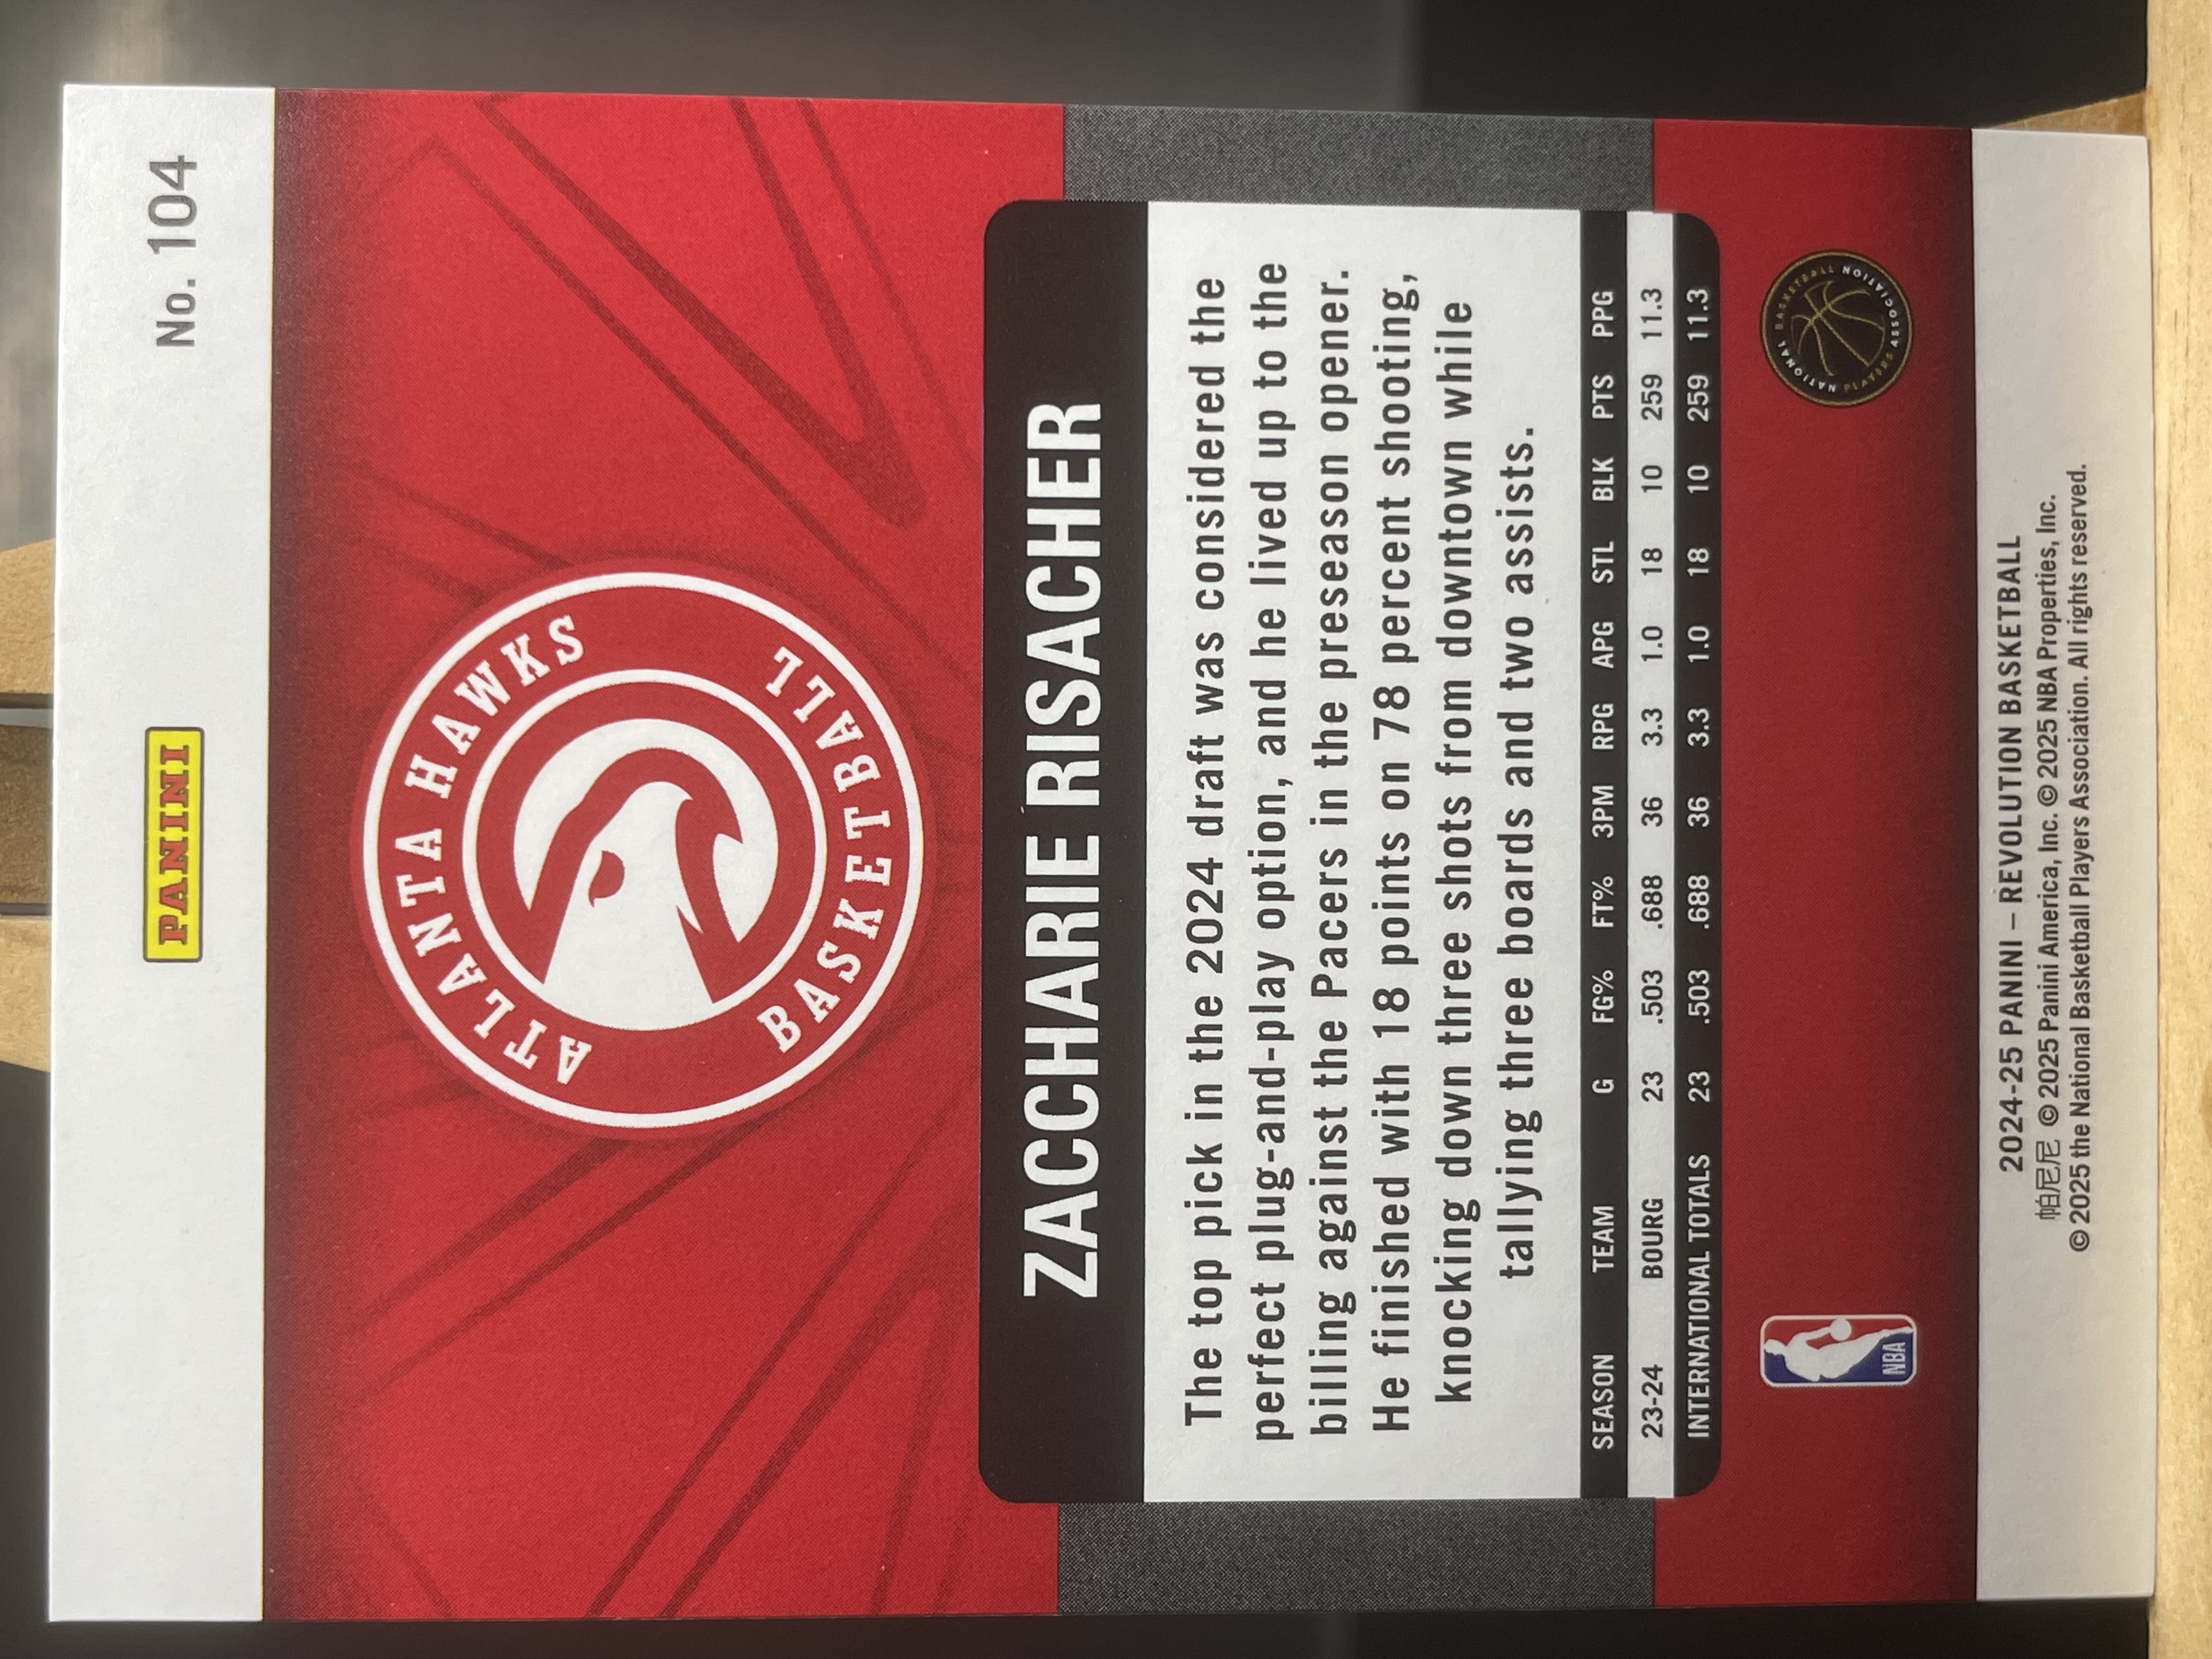 No. 104
PANINI
ATLANTA HAWKS
BASKETBALL
ZACCHARIE RISACHER
The top pick in the 2024 draft was considered the
perfect plug-and-play option, and he lived up to the
billing against the Pacers in the preseason opener.
He finished with 18 points on 78 percent shooting,
knocking down three shots from downtown while
tallying three boards and two assists.
SEASON TEAM G FG% FT% 3PM RPG APG STL BLK PTS PPG
23-24 BOURG 23 .503 .688 36 3.3 1.0 18 10 259 11.3
INTERNATIONAL TOTALS 23 .503 .688 36 3.3 1.0 18 10 259 11.3
NBA
NATIONAL BASKETBALL
PLAYERS ASSOCIATION
2024-25 PANINI – REVOLUTION BASKETBALL
帕尼尼 © 2025 Panini America, Inc. © 2025 NBA Properties, Inc.
©2025 the National Basketball Players Association. All rights reserved.